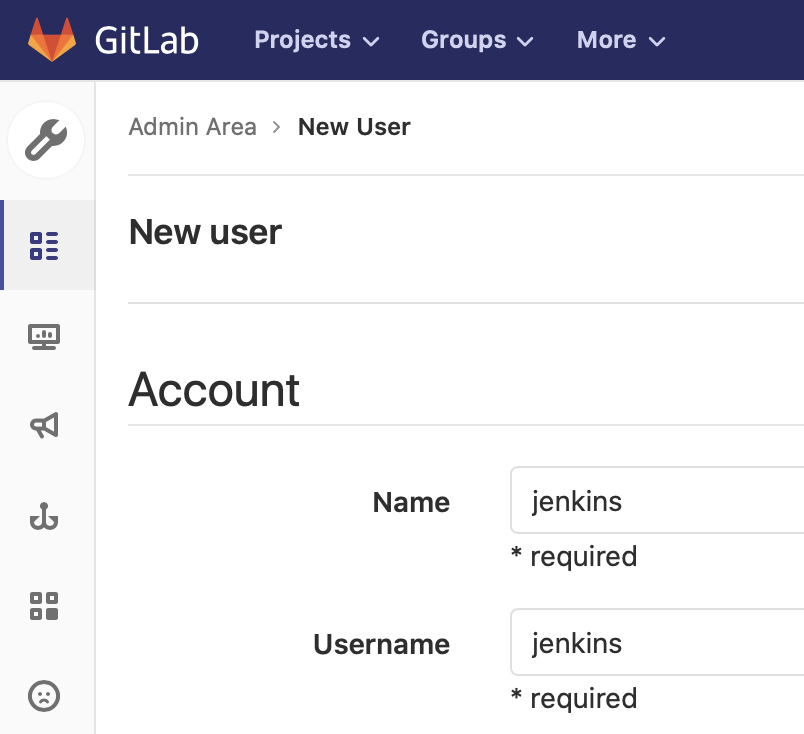 GitLab Projects Groups More
Admin Area > New User
New user
Account
Name jenkins
* required
Username jenkins
* required